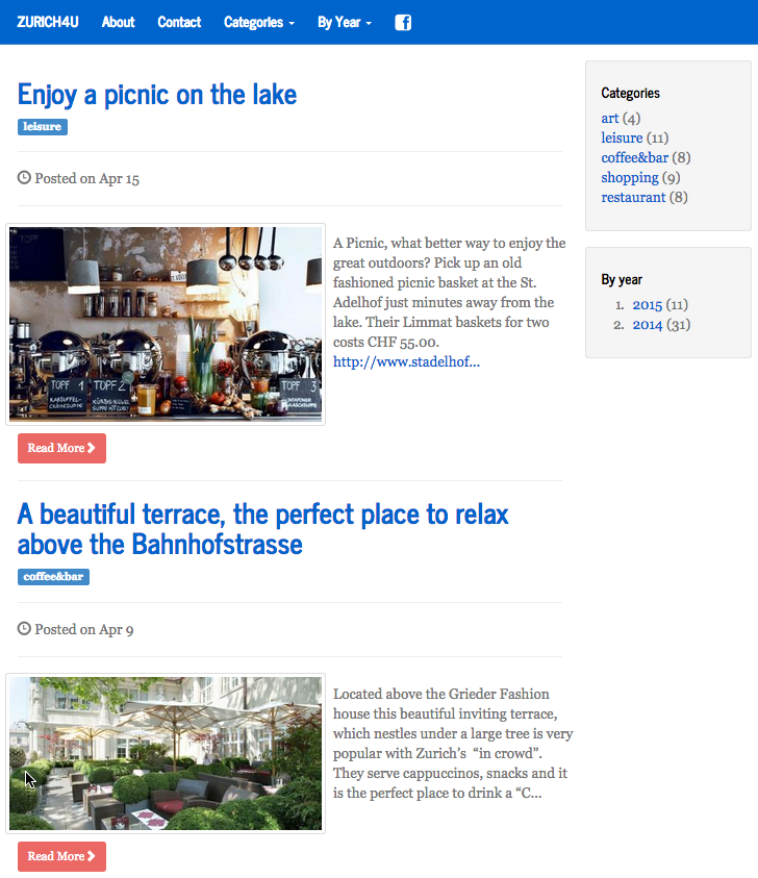 ZURICH4U About Contact Categories By Year
Enjoy a picnic on the lake
leisure
Posted on Apr 15
TOPF 1
TOPF 2
TOPF 3
A Picnic, what better way to enjoy the
great outdoors? Pick up an old
fashioned picnic basket at the St.
Adelhof just minutes away from the
lake. Their Limmat baskets for two
costs CHF 55.00.
http://www.stadelhof...
Read More
A beautiful terrace, the perfect place to relax
above the Bahnhofstrasse
coffee&bar
Posted on Apr 9
Located above the Grieder Fashion
house this beautiful inviting terrace,
which nestles under a large tree is very
popular with Zurich's “in crowd”.
They serve cappuccinos, snacks and it
is the perfect place to drink a “C...
Read More
Categories
art (4)
leisure (11)
coffee&bar (8)
shopping (9)
restaurant (8)
By year
1. 2015 (11)
2. 2014 (31)